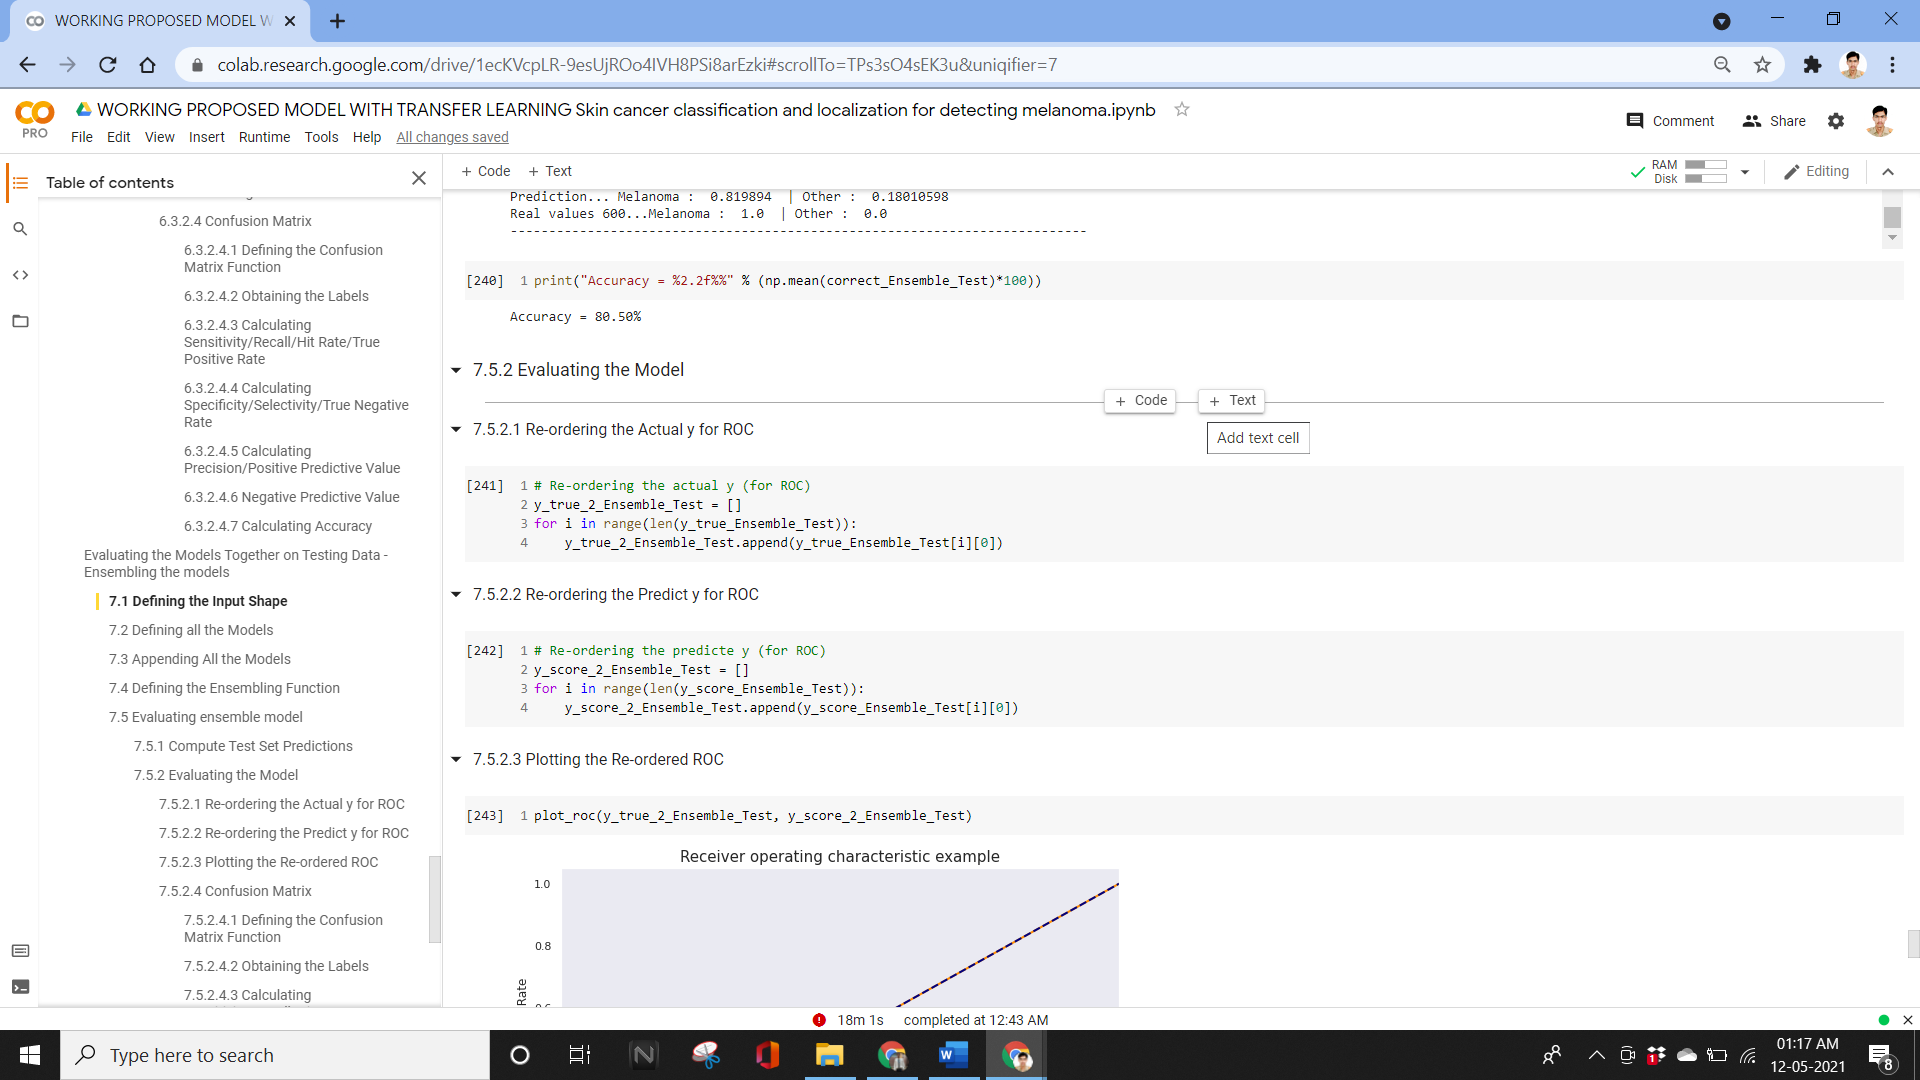 WORKING PROPOSED MODEL W
colab.research.google.com/drive/1ecKVcpLR-9esUjROo4IVH8PSi8arEzki#scrollTo=TPs3sO4sEK3u&uniqifier=7
PRO
WORKING PROPOSED MODEL WITH TRANSFER LEARNING Skin cancer classification and localization for detecting melanoma.ipynb
File Edit View Insert Runtime Tools Help All changes saved
Comment Share
Table of contents
+ Code + Text
RAM
Disk
Editing
6.3.2.4 Confusion Matrix
6.3.2.4.1 Defining the Confusion
Matrix Function
6.3.2.4.2 Obtaining the Labels
6.3.2.4.3 Calculating
Sensitivity/Recall/Hit Rate/True
Positive Rate
6.3.2.4.4 Calculating
Specificity/Selectivity/True Negative
Rate
6.3.2.4.5 Calculating
Precision/Positive Predictive Value
6.3.2.4.6 Negative Predictive Value
6.3.2.4.7 Calculating Accuracy
Evaluating the Models Together on Testing Data -
Ensembling the models
7.1 Defining the Input Shape
7.2 Defining all the Models
7.3 Appending All the Models
7.4 Defining the Ensembling Function
7.5 Evaluating ensemble model
7.5.1 Compute Test Set Predictions
7.5.2 Evaluating the Model
7.5.2.1 Re-ordering the Actual y for ROC
7.5.2.2 Re-ordering the Predict y for ROC
7.5.2.3 Plotting the Re-ordered ROC
7.5.2.4 Confusion Matrix
7.5.2.4.1 Defining the Confusion
Matrix Function
7.5.2.4.2 Obtaining the Labels
7.5.2.4.3 Calculating
Prediction... Melanoma : 0.819894 | Other : 0.18010598
Real values 600...Melanoma : 1.0 | Other : 0.0
---------------------------------------------------------------------------
[240] 1 print("Accuracy = %2.2f%%" % (np.mean(correct_Ensemble_Test)*100))
Accuracy = 80.50%
7.5.2 Evaluating the Model
+ Code + Text
7.5.2.1 Re-ordering the Actual y for ROC
Add text cell
[241] 1 # Re-ordering the actual y (for ROC)
2 y_true_2_Ensemble_Test = []
3 for i in range(len(y_true_Ensemble_Test)):
4 y_true_2_Ensemble_Test.append(y_true_Ensemble_Test[i][0])
7.5.2.2 Re-ordering the Predict y for ROC
[242] 1 # Re-ordering the predicte y (for ROC)
2 y_score_2_Ensemble_Test = []
3 for i in range(len(y_score_Ensemble_Test)):
4 y_score_2_Ensemble_Test.append(y_score_Ensemble_Test[i][0])
7.5.2.3 Plotting the Re-ordered ROC
[243] 1 plot_roc(y_true_2_Ensemble_Test, y_score_2_Ensemble_Test)
Receiver operating characteristic example
1.0
0.8
Rate
18m 1s completed at 12:43 AM
Type here to search
01:17 AM
12-05-2021
8